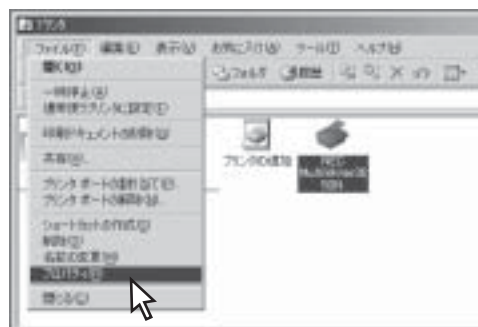 プリンタ
ファイル(F) 編集(E) 表示(V) お気に入り(A) ツール(T) ヘルプ(H)
開く(O)
フォルダ 履歴
一時停止(A)
通常使うプリンタに設定(F)
印刷ドキュメントの削除(U)
共有(H)...
プリンタの追加
プリンタ ポートの割り当て(D)...
プリンタ ポートの解除(N)...
ショートカットの作成(S)
削除(D)
名前の変更(M)
プロパティ(R)
閉じる(C)